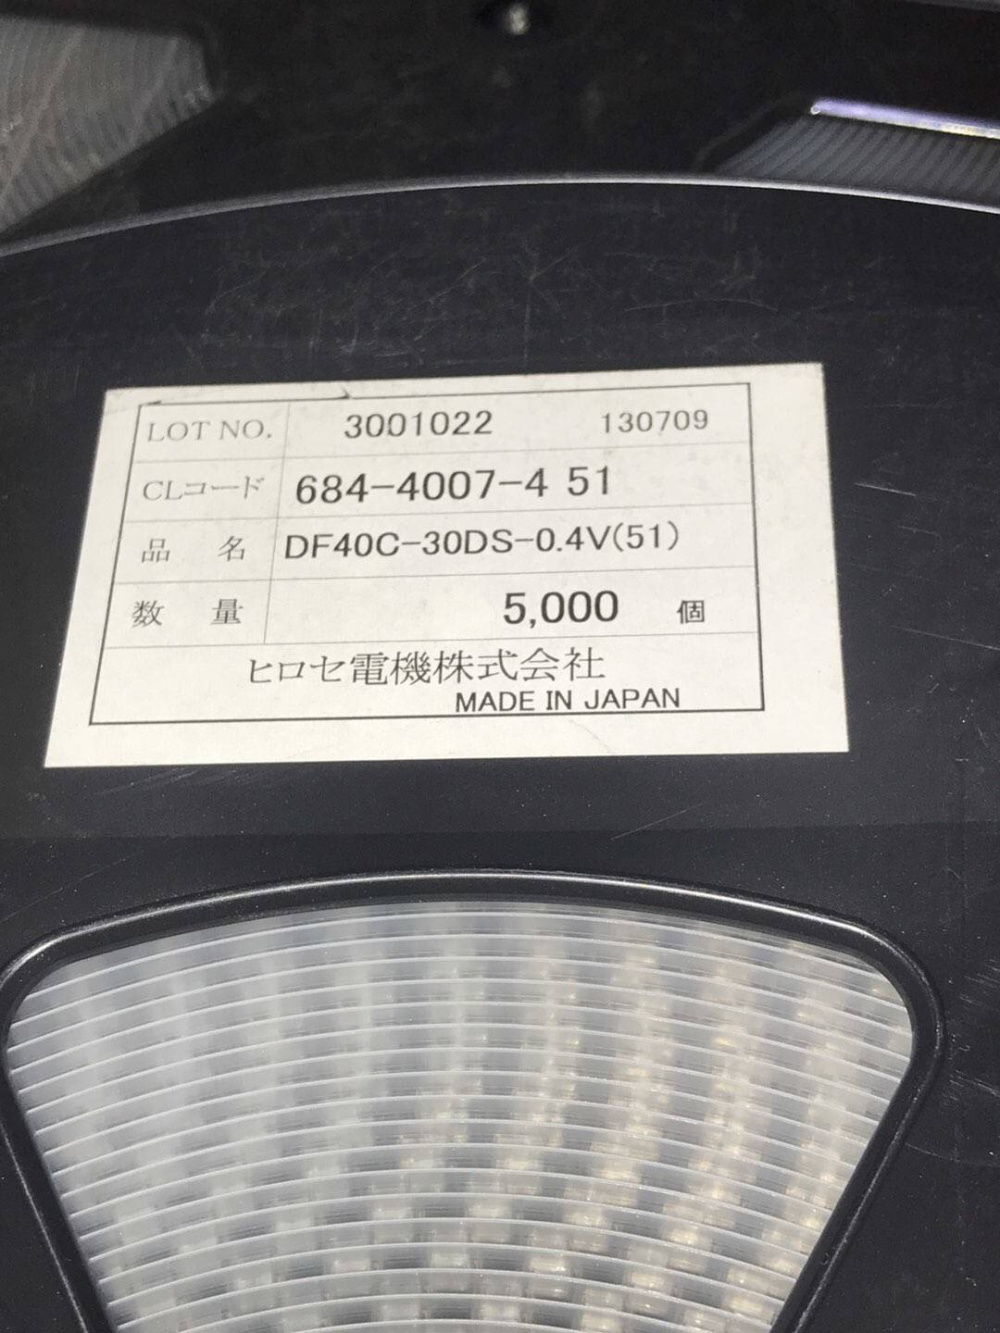 LOT NO. 3001022 130709
CLコード 684-4007-4 51
品 名 DF40C-30DS-0.4V(51)
数 量 5,000 個
ヒロセ電機株式会社
MADE IN JAPAN